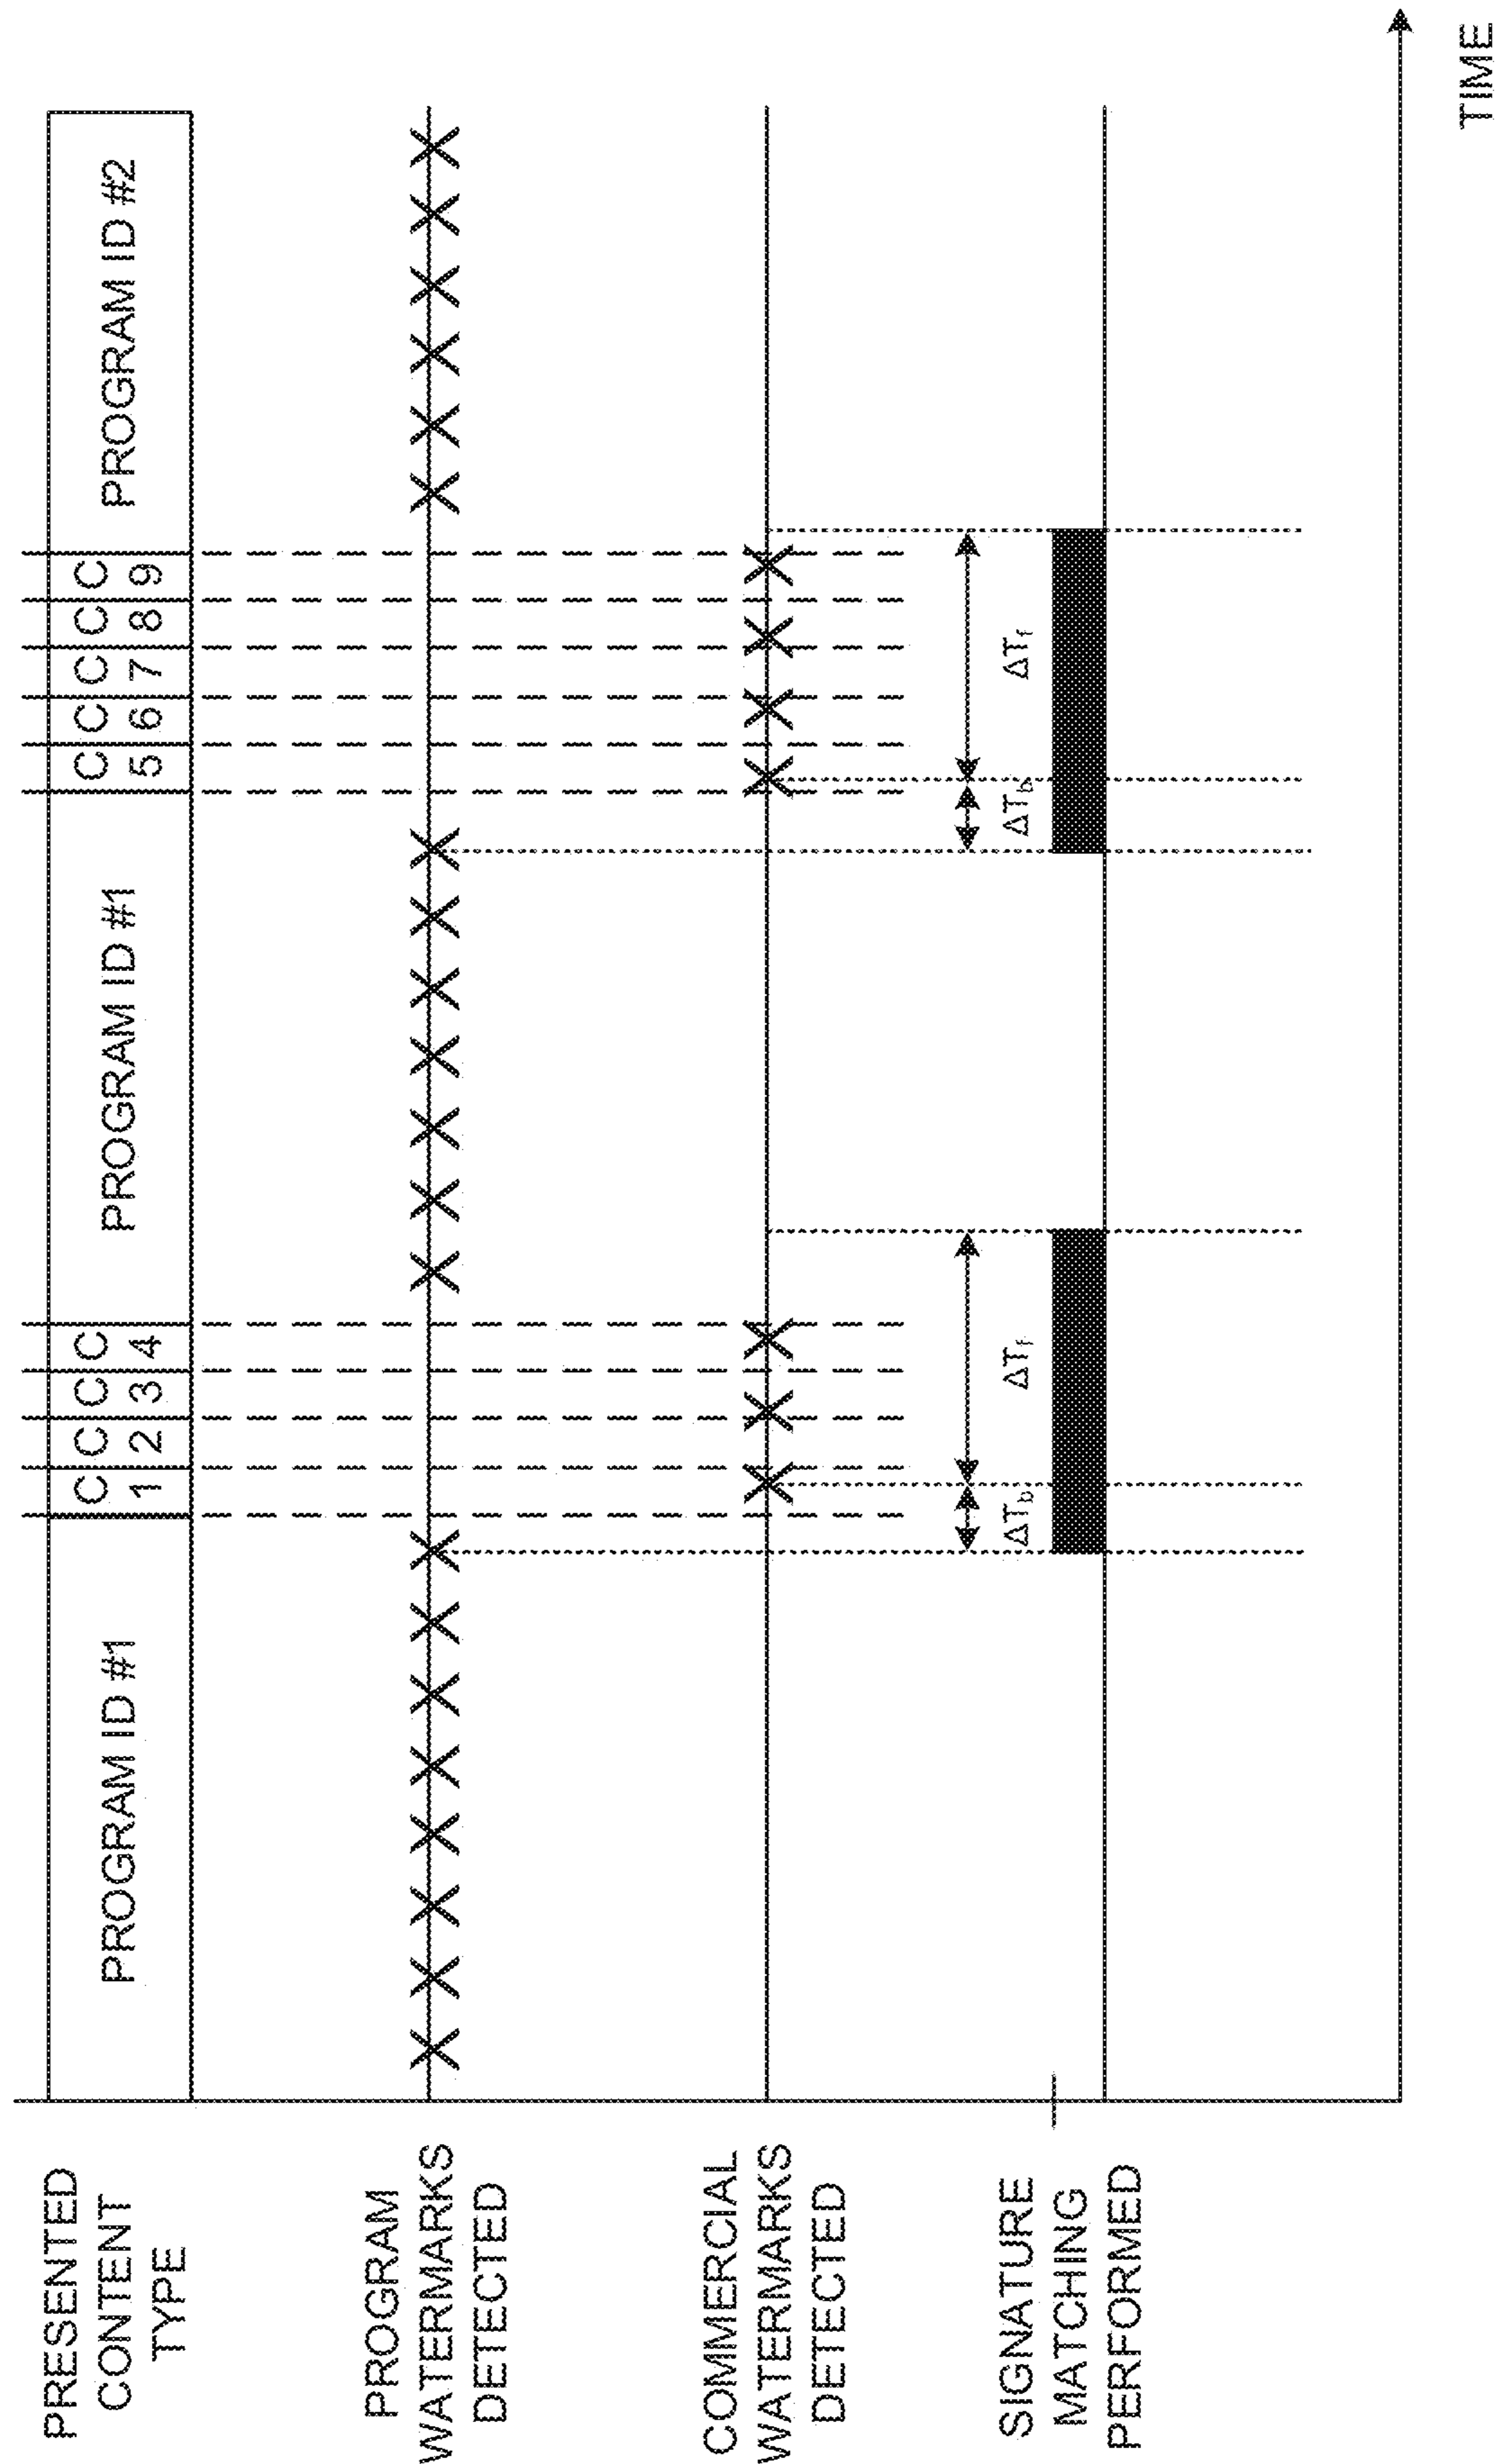 PRESENTED
CONTENT
TYPE
PROGRAM ID #1
C C C C
1 2 3 4
PROGRAM ID #1
C C C C C
5 6 7 8 9
PROGRAM ID #2
PROGRAM
WATERMARKS
DETECTED
COMMERCIAL
WATERMARKS
DETECTED
SIGNATURE
MATCHING
PERFORMED
ΔTb
ΔTf
ΔTb
ΔTf
TIME